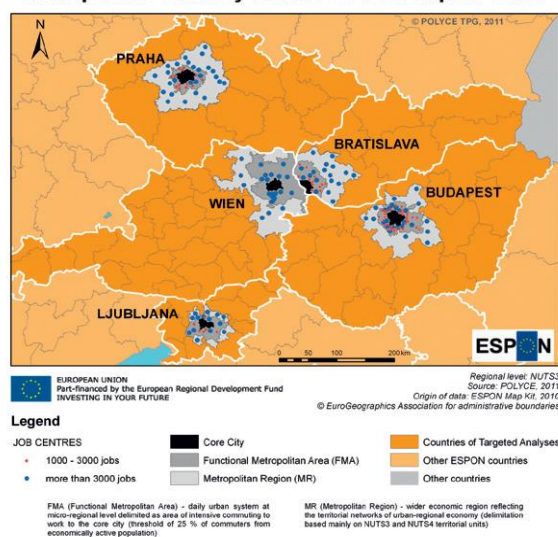 © POLYCE TPG, 2011
N
PRAHA
BRATISLAVA
WIEN
BUDAPEST
LJUBLJANA
0 50 100 200 km
ESPON
EUROPEAN UNION
Part-financed by the European Regional Development Fund
INVESTING IN YOUR FUTURE
Regional level: NUTS3
Source: POLYCE, 2011
Origin of data: ESPON Map Kit, 2010
© EuroGeographics Association for administrative boundaries
Legend
JOB CENTRES
1000 - 3000 jobs
more than 3000 jobs
Core City
Functional Metropolitan Area (FMA)
Metropolitan Region (MR)
Countries of Targeted Analyses
Other ESPON countries
Other countries
FMA (Functional Metropolitan Area) - daily urban system at
micro-regional level delimited as area of intensive commuting to
work to the core city (threshold of 25 % of commuters from
economically active population)
MR (Metropolitan Region) - wider economic region reflecting
the territorial networks of urban-regional economy (delimitation
based mainly on NUTS3 and NUTS4 territorial units)